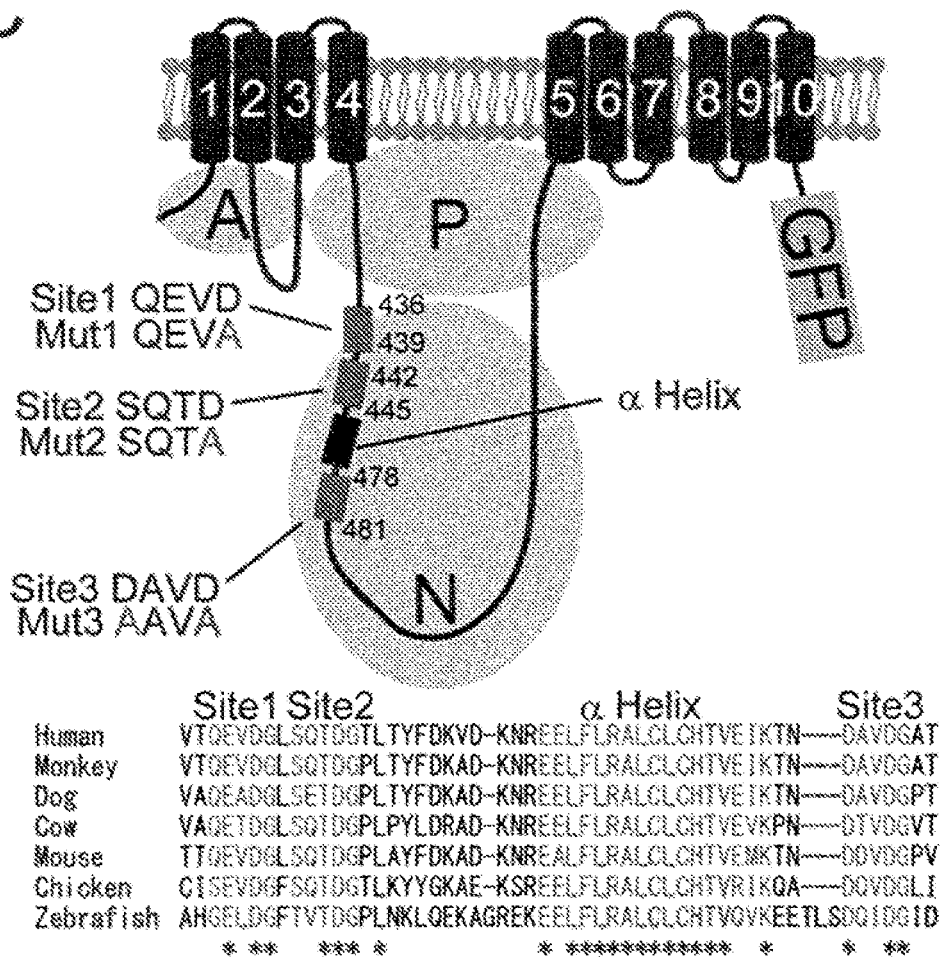 1 2 3 4 5 6 7 8 9 10
A P
GFP
Site1 QEVD
Mut1 QEVA
436
439
Site2 SQTD
Mut2 SQTA
442
445
α Helix
478
481
Site3 DAVD
Mut3 AAVA
N
Site1 Site2 α Helix Site3
Human VTQEVDGLSQTDGTLTYFDKVD-KNREELFLRALCLCHTVEIKTN----DAVDGAT
Monkey VTQEVDGLSQTDGPLTYFDKAD-KNREELFLRALCLCHTVEIKTN----DAVDGAT
Dog VAQEADGLSETDGPLTYFDKAD-KNREELFLRALCLCHTVEIKTN----DAVDGPT
Cow VAQETDGLSQTDGPLPYLDRAD-KNREELFLRALCLCHTVEVKPN----DTVDGVT
Mouse TTQEVDGLSQTDGPLAYFDKAD-KNREALFLRALCLCHTVEMKTN----DDVDGPV
Chicken CISEVDGFSQTDGTLKYYGKAE-KSREELFLRALCLCHTVRIKQA----DQVDGLI
Zebrafish AHGELDGFTVTDGPLNKLQEKAGREKEELFLRALCLCHTVQVKEETLSDQIDGID
* ** *** * * ************* * * **